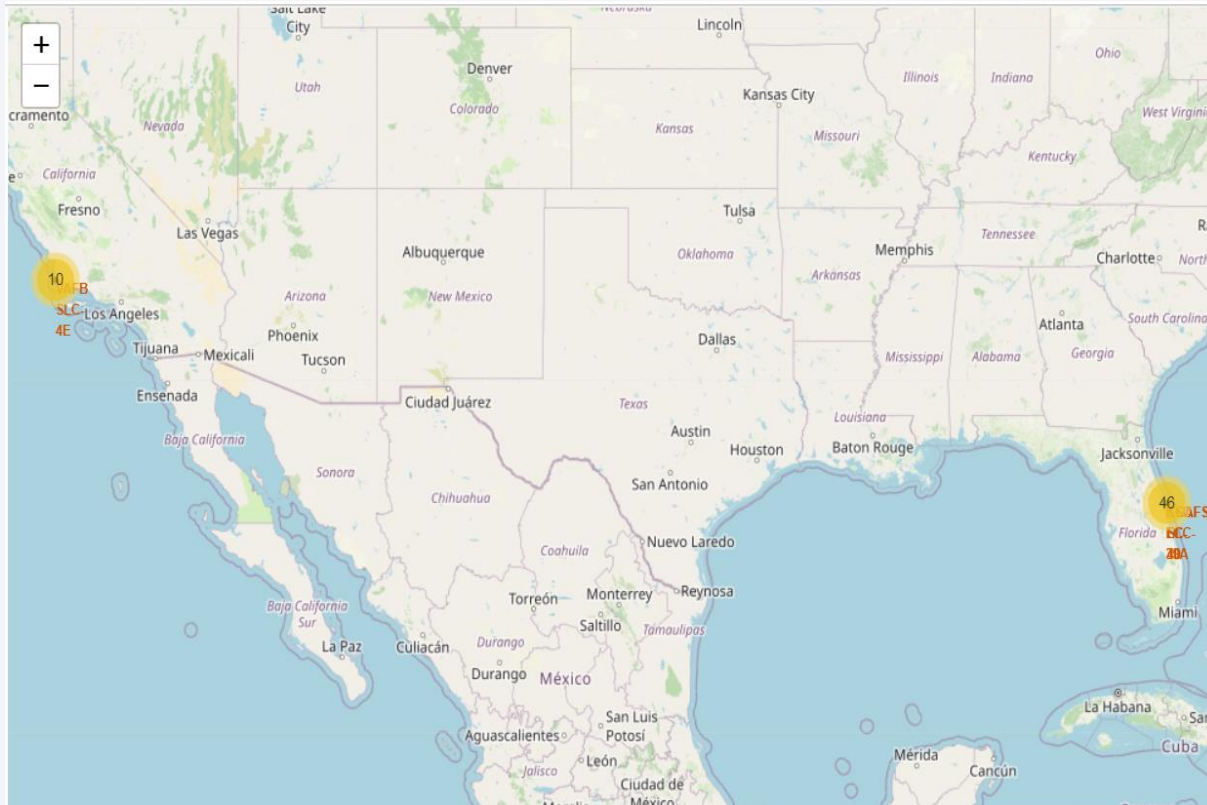 Nebraska
Salt Lake
City
Lincoln
+
−
Ohio
Denver
Illinois
Indiana
Utah
Kansas City
Colorado
cramento
West Virginia
Nevada
Kansas
Missouri
Kentucky
California
Fresno
Tulsa
Las Vegas
Tennessee
Albuquerque
Oklahoma
Memphis
Charlotte
North
10
Arkansas
Arizona
New Mexico
SLC-
Los Angeles
South Carolina
4E
Atlanta
Phoenix
Dallas
Tijuana
Mexicali
Tucson
Mississippi
Alabama
Georgia
Ensenada
Ciudad Juárez
Texas
Louisiana
Austin
Baja California
Houston
Baton Rouge
Jacksonville
Sonora
San Antonio
Chihuahua
46
Florida
Nuevo Laredo
Coahuila
Reynosa
Torreón
Monterrey
Baja California
Sur
Miami
Saltillo
Tamaulipas
La Paz
Culiacán
Durango
Durango
México
La Habana
San Luis
Potosí
Aguascalientes
Cuba
Mérida
León
Cancún
Jalisco
Ciudad de
México